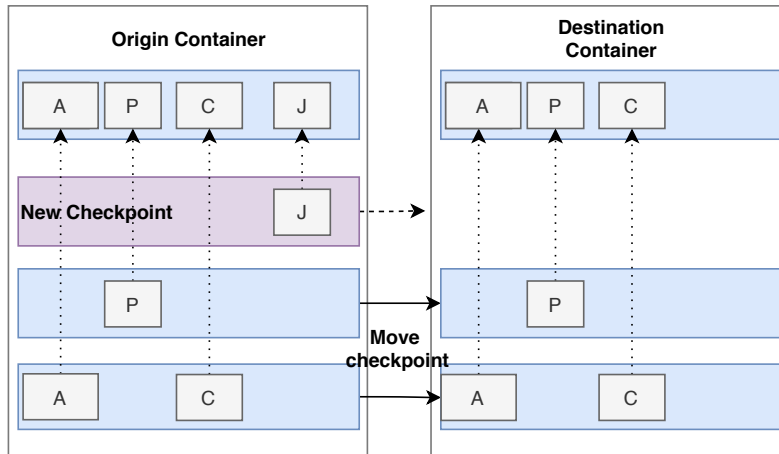 Origin Container
Destination
Container
A P C J
A P C
New Checkpoint
J
P
P
Move
checkpoint
A C
A C